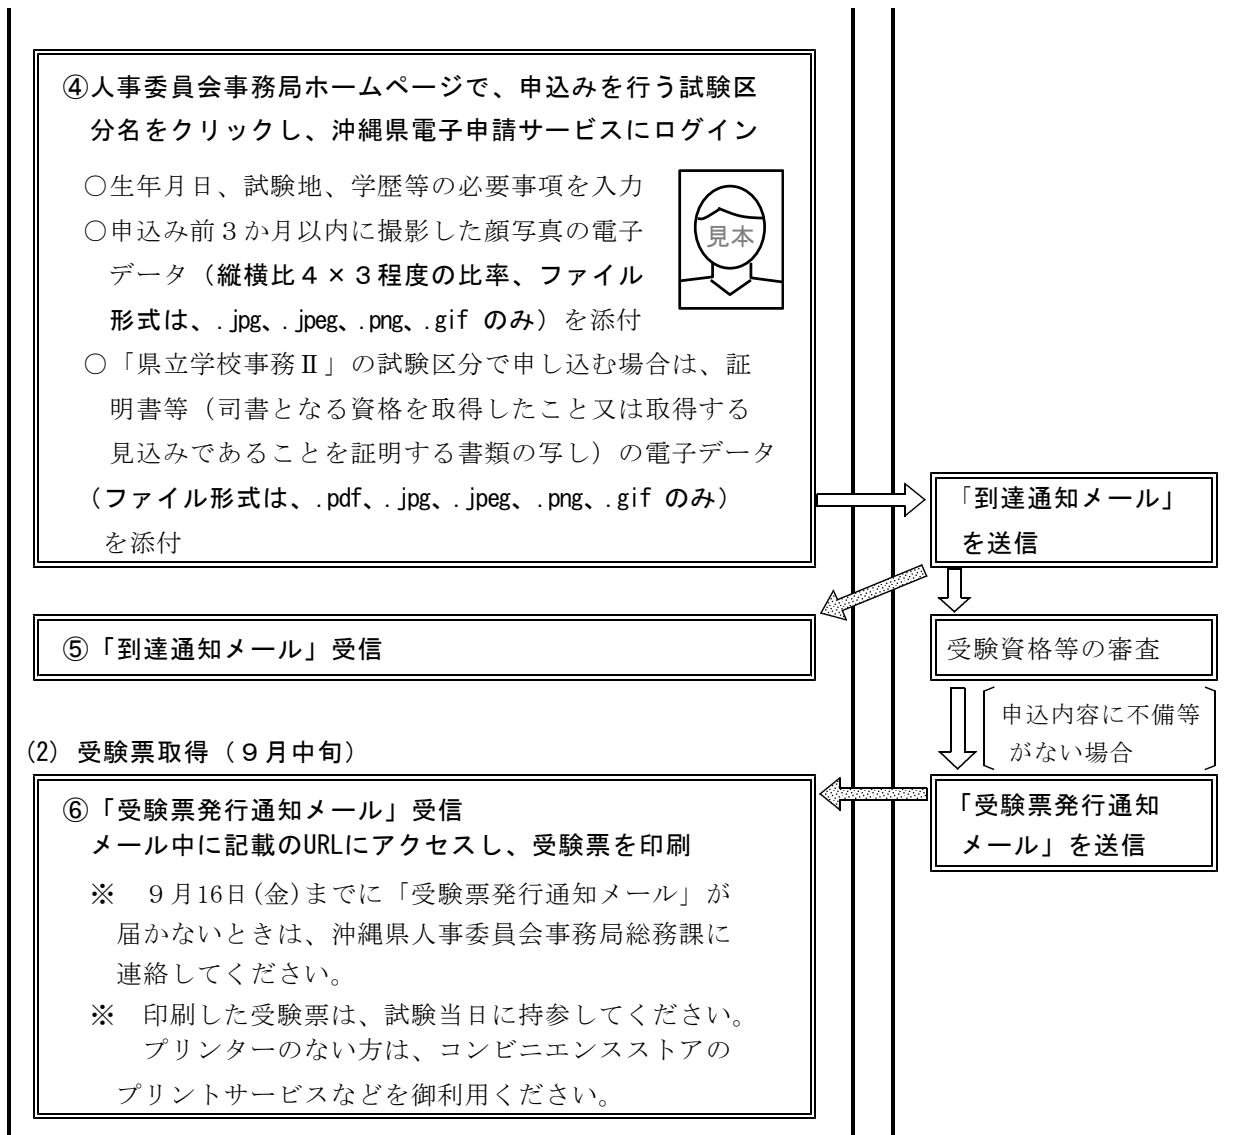 ④人事委員会事務局ホームページで、申込みを行う試験区
分名をクリックし、沖縄県電子申請サービスにログイン
○生年月日、試験地、学歴等の必要事項を入力
○申込み前３か月以内に撮影した顔写真の電子
データ（縦横比４×３程度の比率、ファイル
形式は、.jpg、.jpeg、.png、.gif のみ）を添付
見本
○「県立学校事務Ⅱ」の試験区分で申し込む場合は、証
明書等（司書となる資格を取得したこと又は取得する
見込みであることを証明する書類の写し）の電子データ
（ファイル形式は、.pdf、.jpg、.jpeg、.png、.gif のみ）
を添付
「到達通知メール」
を送信
⑤「到達通知メール」受信
受験資格等の審査
申込内容に不備等
がない場合
(2) 受験票取得（９月中旬）
⑥「受験票発行通知メール」受信
メール中に記載のURLにアクセスし、受験票を印刷
※　９月16日(金)までに「受験票発行通知メール」が
届かないときは、沖縄県人事委員会事務局総務課に
連絡してください。
※　印刷した受験票は、試験当日に持参してください。
プリンターのない方は、コンビニエンスストアの
プリントサービスなどを御利用ください。
「受験票発行通知
メール」を送信